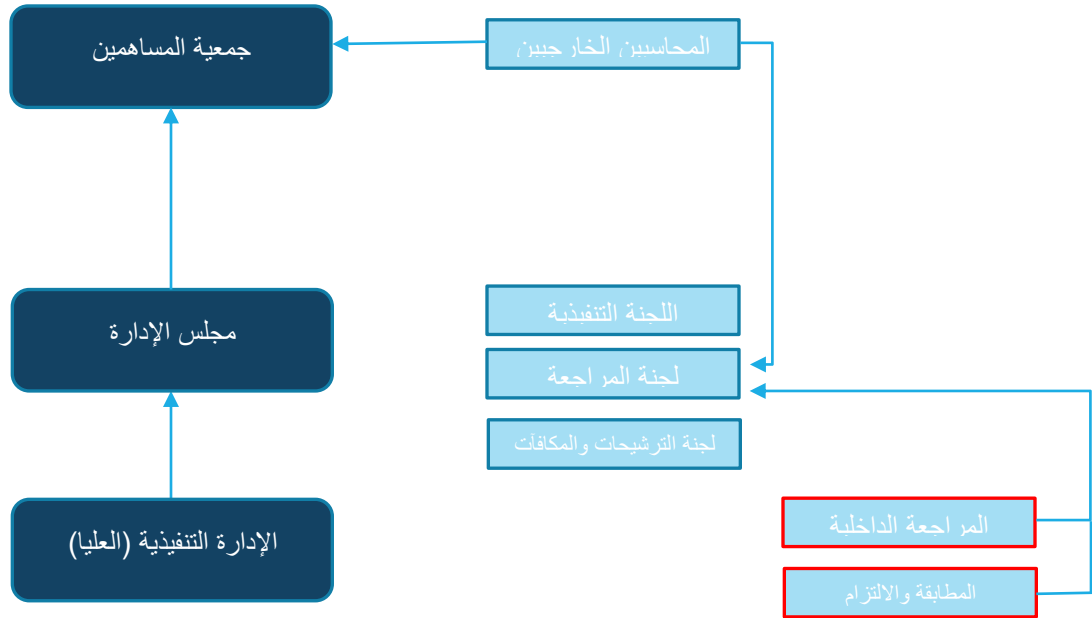 جمعية المساهمين
المحاسبين الخارجيين
مجلس الإدارة
اللجنة التنفيذية
لجنة المراجعة
لجنة الترشيحات والمكافآت
الإدارة التنفيذية (العليا)
المراجعة الداخلية
المطابقة والالتزام